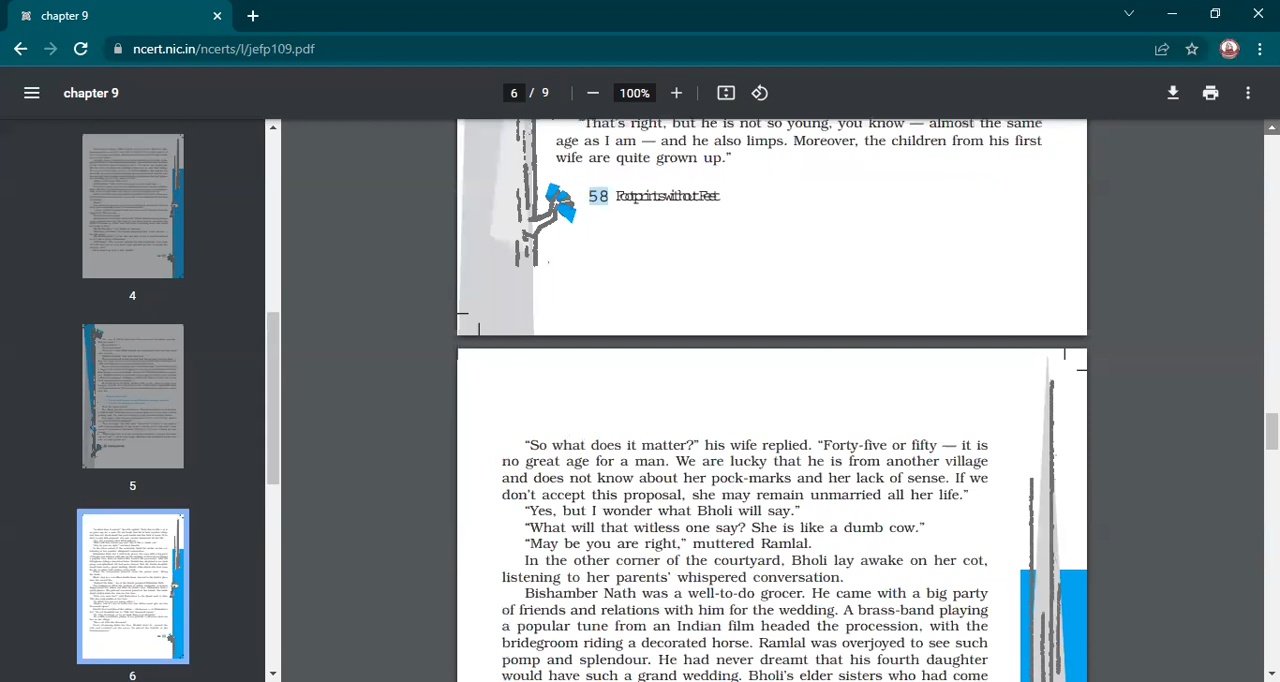 chapter 9
ncert.nic.in/ncerts/l/jefp109.pdf
chapter 9
6 / 9
100%
4
5
6
“That’s right, but he is not so young, you know — almost the same
age as I am — and he also limps. Moreover, the children from his first
wife are quite grown up.”
58
“So what does it matter?” his wife replied. “Forty-five or fifty — it is
no great age for a man. We are lucky that he is from another village
and does not know about her pock-marks and her lack of sense. If we
don’t accept this proposal, she may remain unmarried all her life.”
“Yes, but I wonder what Bholi will say.”
“What will that witless one say? She is like a dumb cow.”
“May be you are right,” muttered Ramlal.
In the other corner of the courtyard, Bholi lay awake on her cot,
listening to her parents’ whispered conversation.
Bishamber Nath was a well-to-do grocer. He came with a big party
of friends and relations with him for the wedding. A brass-band playing
a popular tune from an Indian film headed the procession, with the
bridegroom riding a decorated horse. Ramlal was overjoyed to see such
pomp and splendour. He had never dreamt that his fourth daughter
would have such a grand wedding. Bholi’s elder sisters who had come